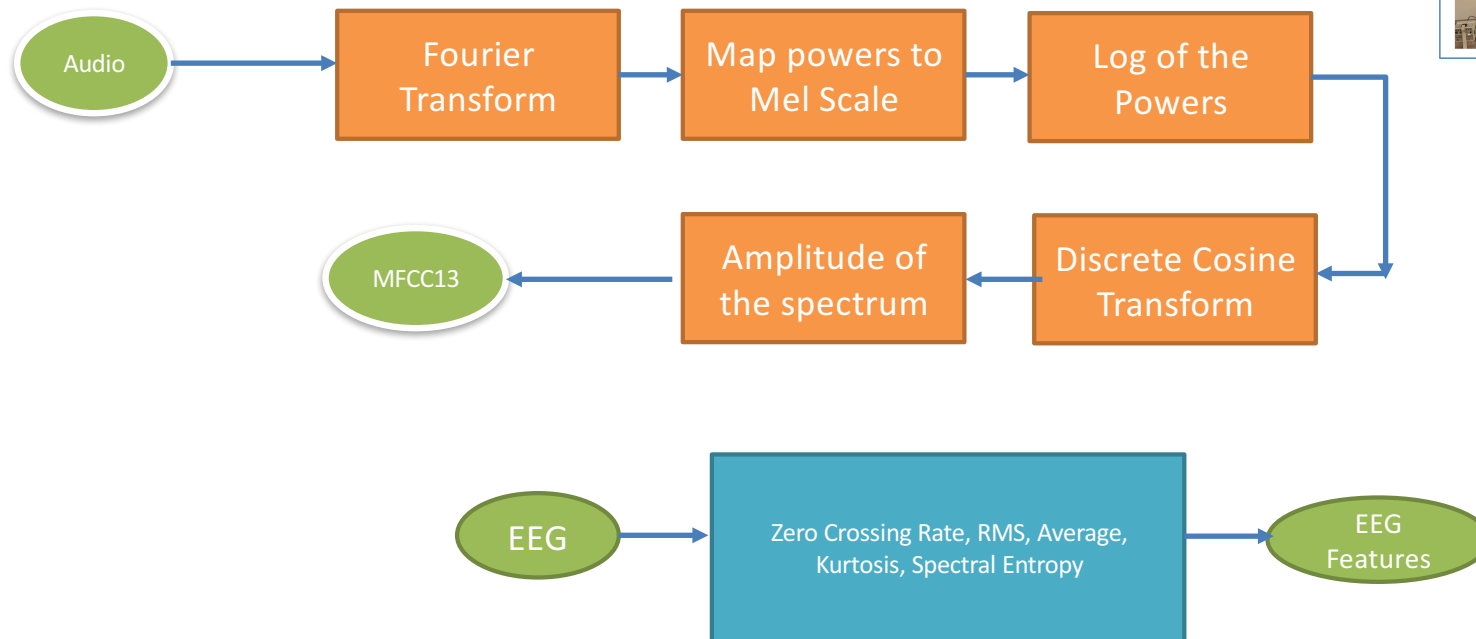 Audio
Fourier
Transform
Map powers to
Mel Scale
Log of the
Powers
MFCC13
Amplitude of
the spectrum
Discrete Cosine
Transform
EEG
Zero Crossing Rate, RMS, Average,
Kurtosis, Spectral Entropy
EEG
Features